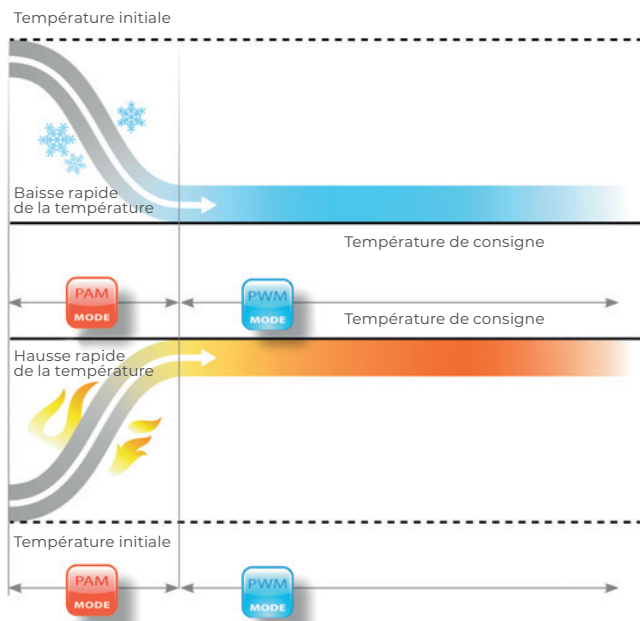 Température initiale
Baisse rapide
de la température
Température de consigne
PAM
MODE
PWM
MODE
Température de consigne
Hausse rapide
de la température
Température initiale
PAM
MODE
PWM
MODE